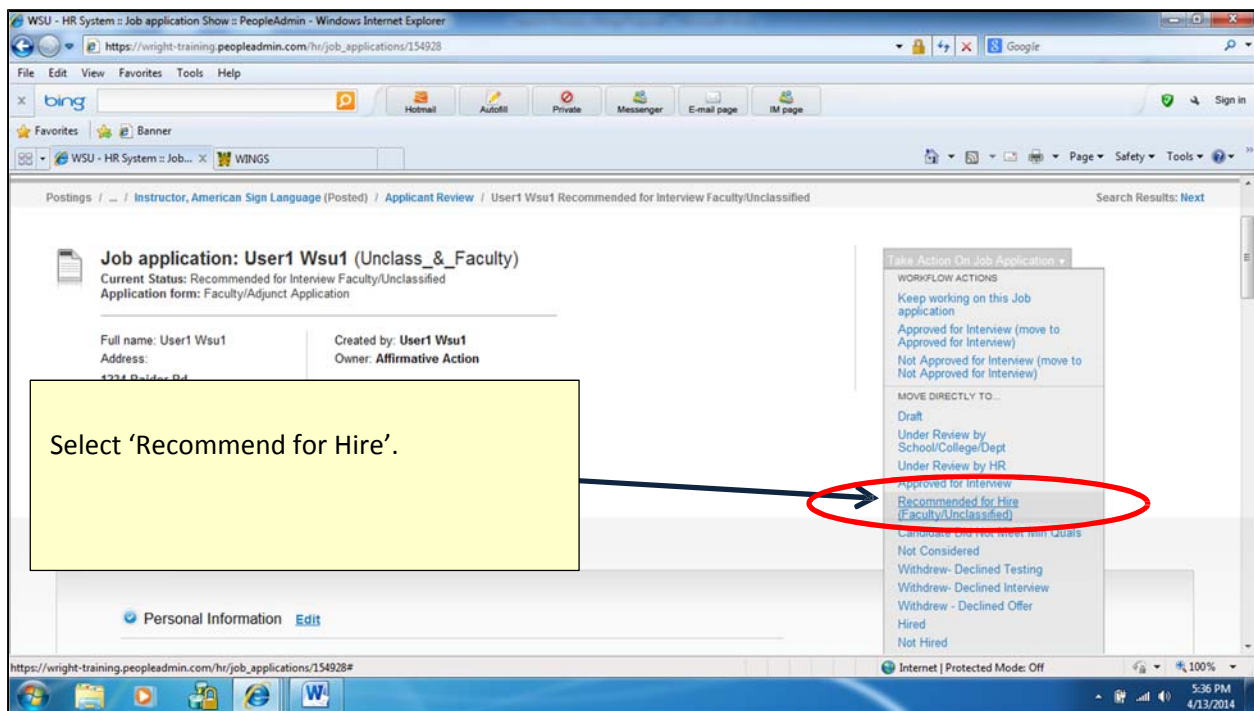 WSU - HR System :: Job application Show :: PeopleAdmin - Windows Internet Explorer
https://wright-training.peopleadmin.com/hr/job_applications/154928
Google
File Edit View Favorites Tools Help
x bing Hotmail Autofill Private Messenger E-mail page IM page Sign in
Favorites Banner
WSU - HR System :: Job... x WINGS Page Safety Tools
Postings / ... / Instructor, American Sign Language (Posted) / Applicant Review / User1 Wsu1 Recommended for Interview Faculty/Unclassified Search Results: Next
Job application: User1 Wsu1 (Unclass_&_Faculty)
Current Status: Recommended for Interview Faculty/Unclassified
Application form: Faculty/Adjunct Application
Full name: User1 Wsu1
Address:
1234 Raider Rd
Created by: User1 Wsu1
Owner: Affirmative Action
Take Action On Job Application
WORKFLOW ACTIONS
Keep working on this Job
application
Approved for Interview (move to
Approved for Interview)
Not Approved for Interview (move to
Not Approved for Interview)
MOVE DIRECTLY TO...
Draft
Under Review by
School/College/Dept
Under Review by HR
Approved for Interview
Recommended for Hire
(Faculty/Unclassified)
Candidate Did Not Meet Min Quals
Not Considered
Withdrew- Declined Testing
Withdrew- Declined Interview
Withdrew - Declined Offer
Hired
Not Hired
Select ‘Recommend for Hire’.
Personal Information Edit
https://wright-training.peopleadmin.com/hr/job_applications/154928# Internet | Protected Mode: Off 100%
5:36 PM
4/13/2014